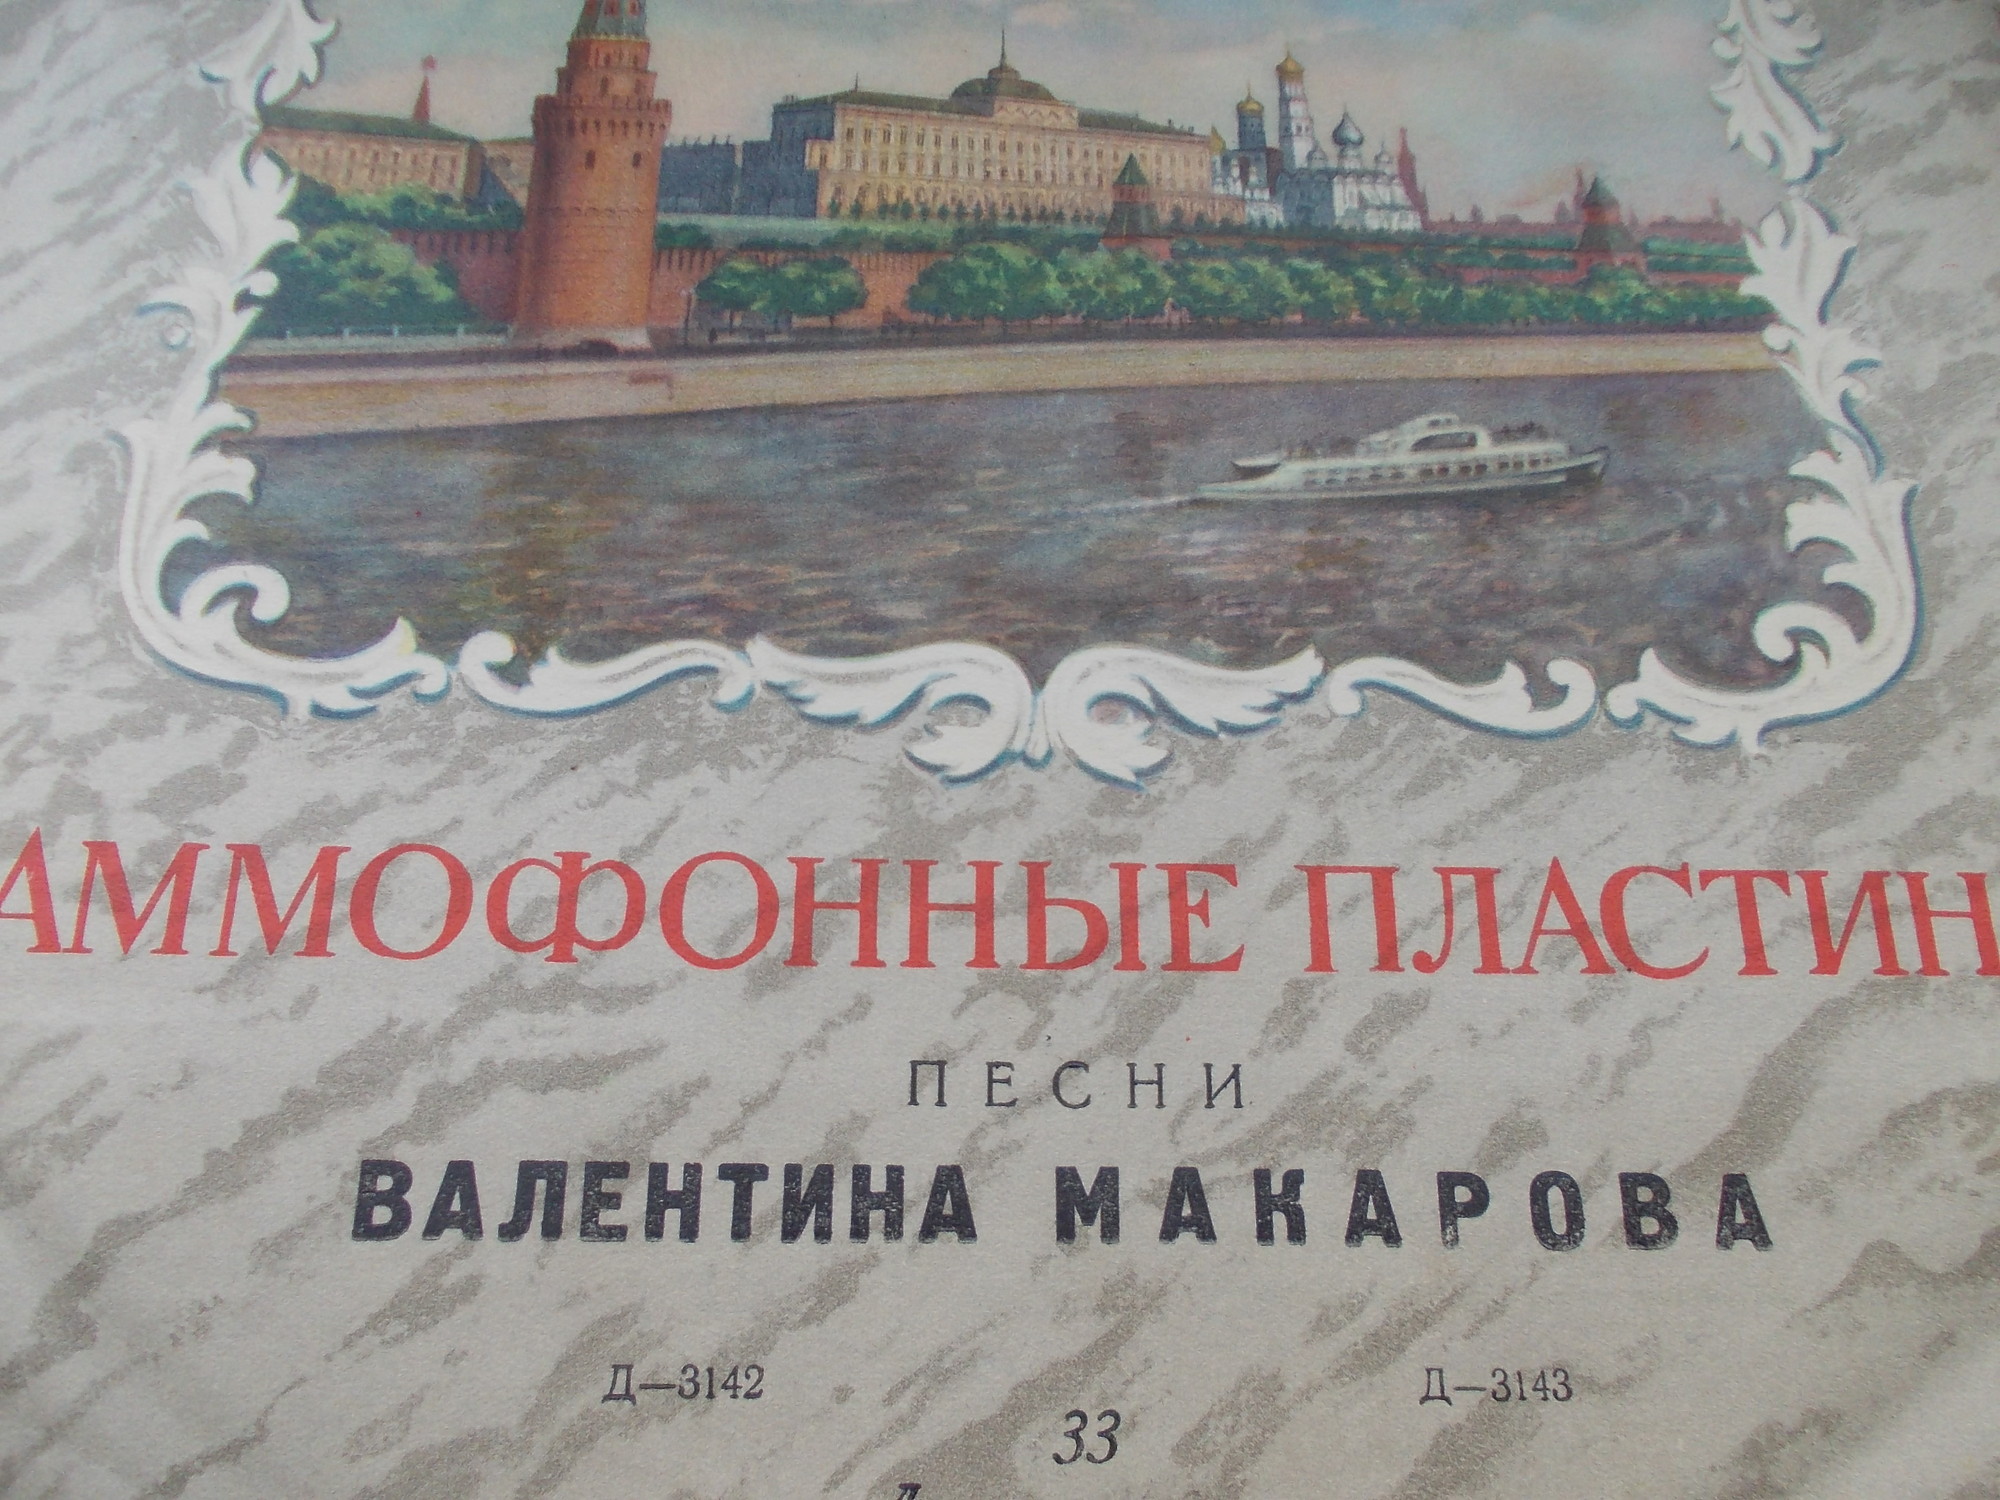 АММОФОННЫЕ ПЛАСТИН
ПЕСНИ
ВАЛЕНТИНА МАКАРОВА
Д—3142 Д—3143
33